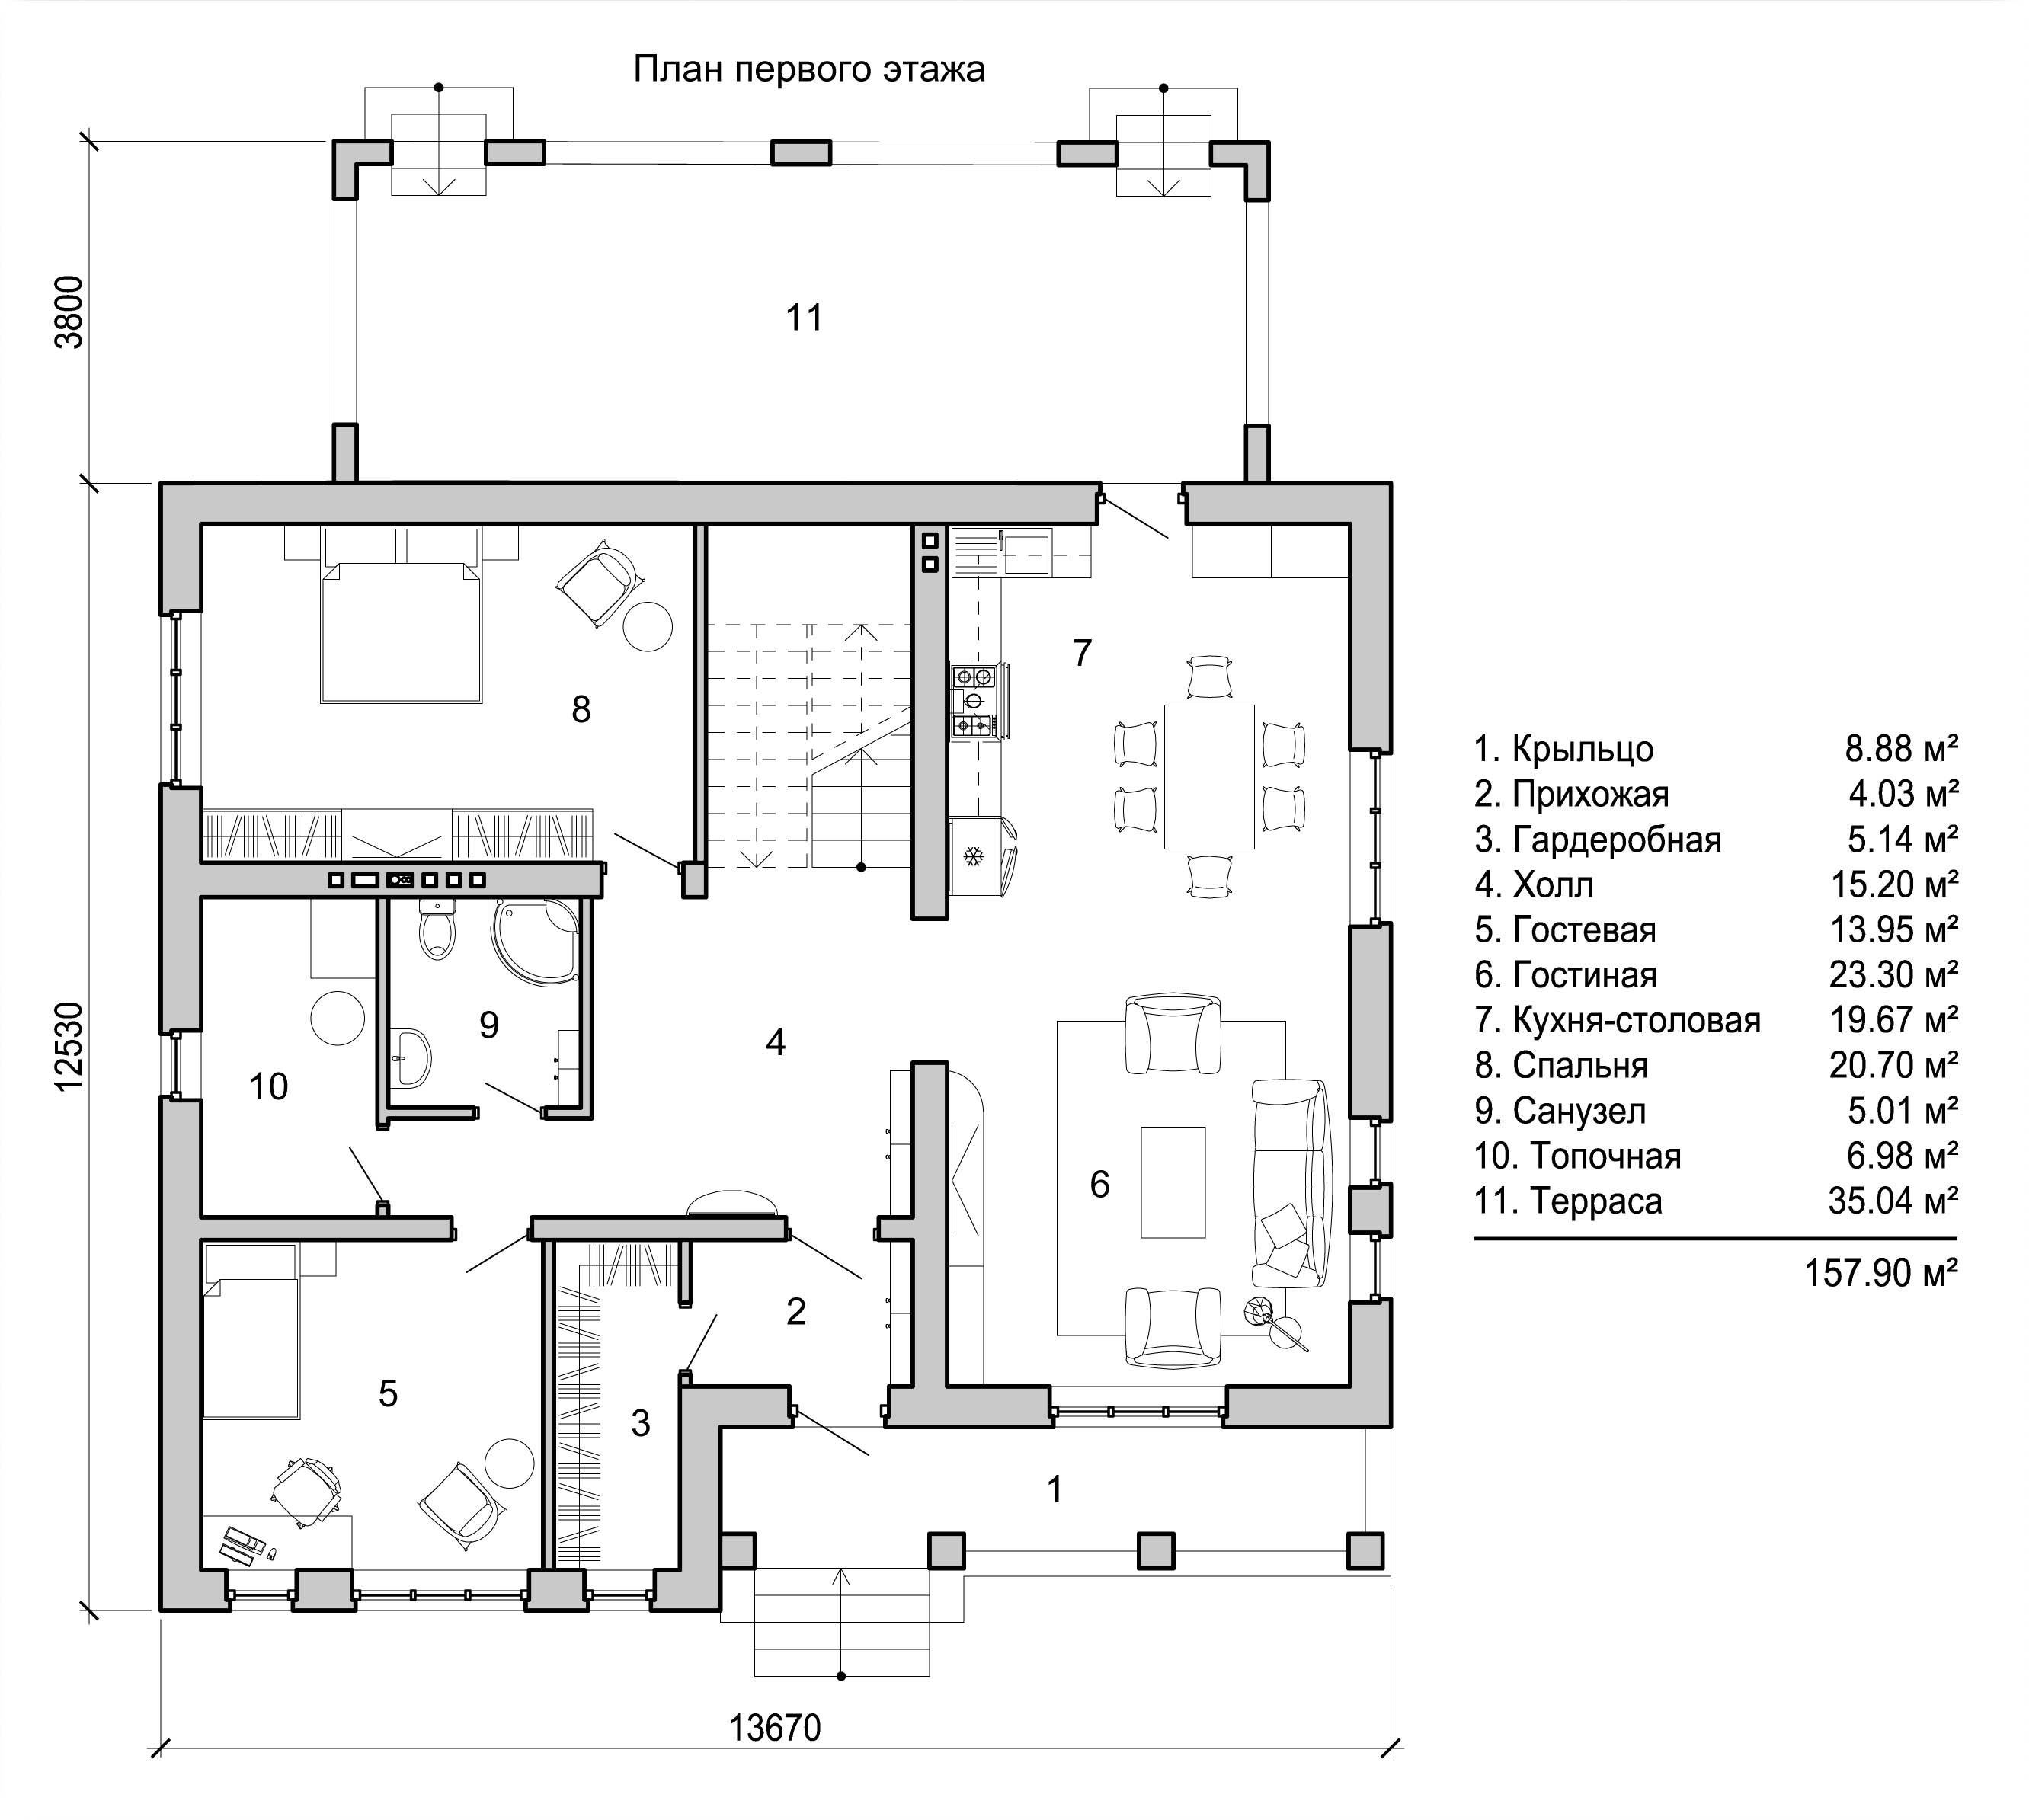 План первого этажа
3800
11
7
8
12530
9
4
10
6
2
5
3
1
13670
1. Крыльцо 8.88 м²
2. Прихожая 4.03 м²
3. Гардеробная 5.14 м²
4. Холл 15.20 м²
5. Гостевая 13.95 м²
6. Гостиная 23.30 м²
7. Кухня-столовая 19.67 м²
8. Спальня 20.70 м²
9. Санузел 5.01 м²
10. Топочная 6.98 м²
11. Терраса 35.04 м²
157.90 м²